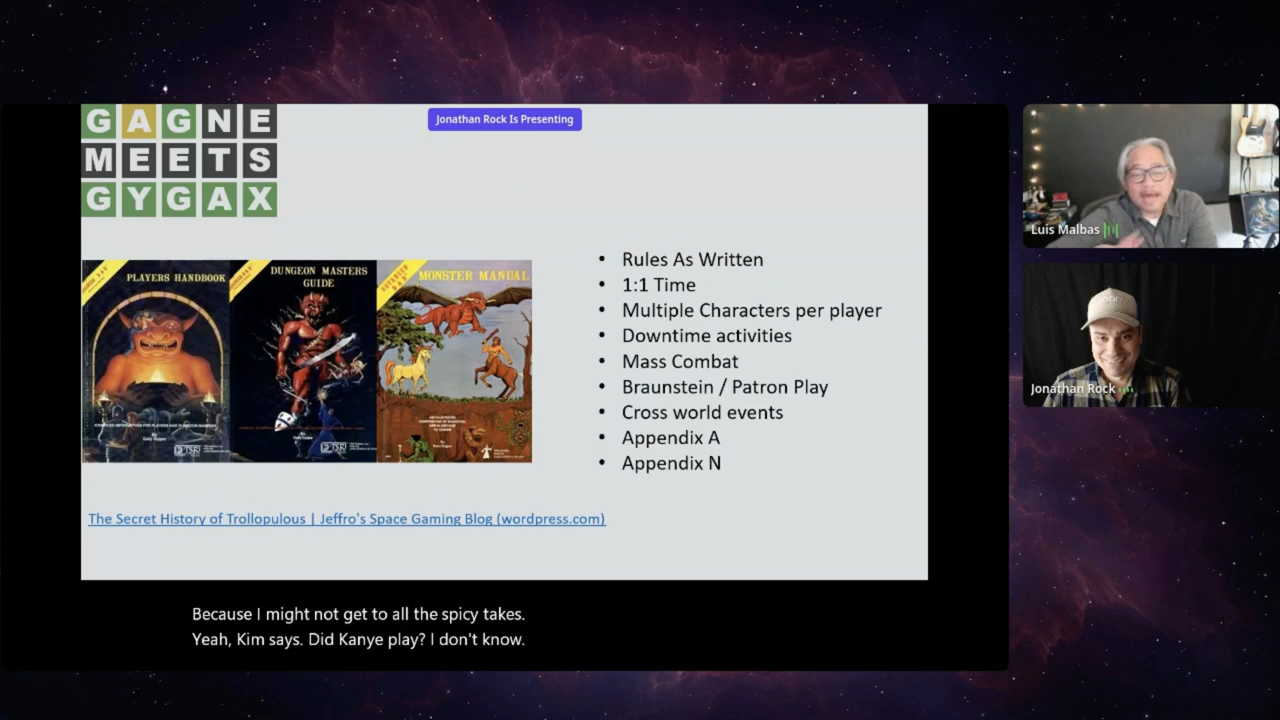 GAGNE
MEETS
GYGAX
Jonathan Rock Is Presenting
PLAYERS HANDBOOK
DUNGEON MASTERS
GUIDE
MONSTER MANUAL
• Rules As Written
• 1:1 Time
• Multiple Characters per player
• Downtime activities
• Mass Combat
• Braunstein / Patron Play
• Cross world events
• Appendix A
• Appendix N
The Secret History of Trollopulous | Jeffro's Space Gaming Blog (wordpress.com)
Because I might not get to all the spicy takes.
Yeah, Kim says. Did Kanye play? I don't know.
Luis Malbas
Jonathan Rock